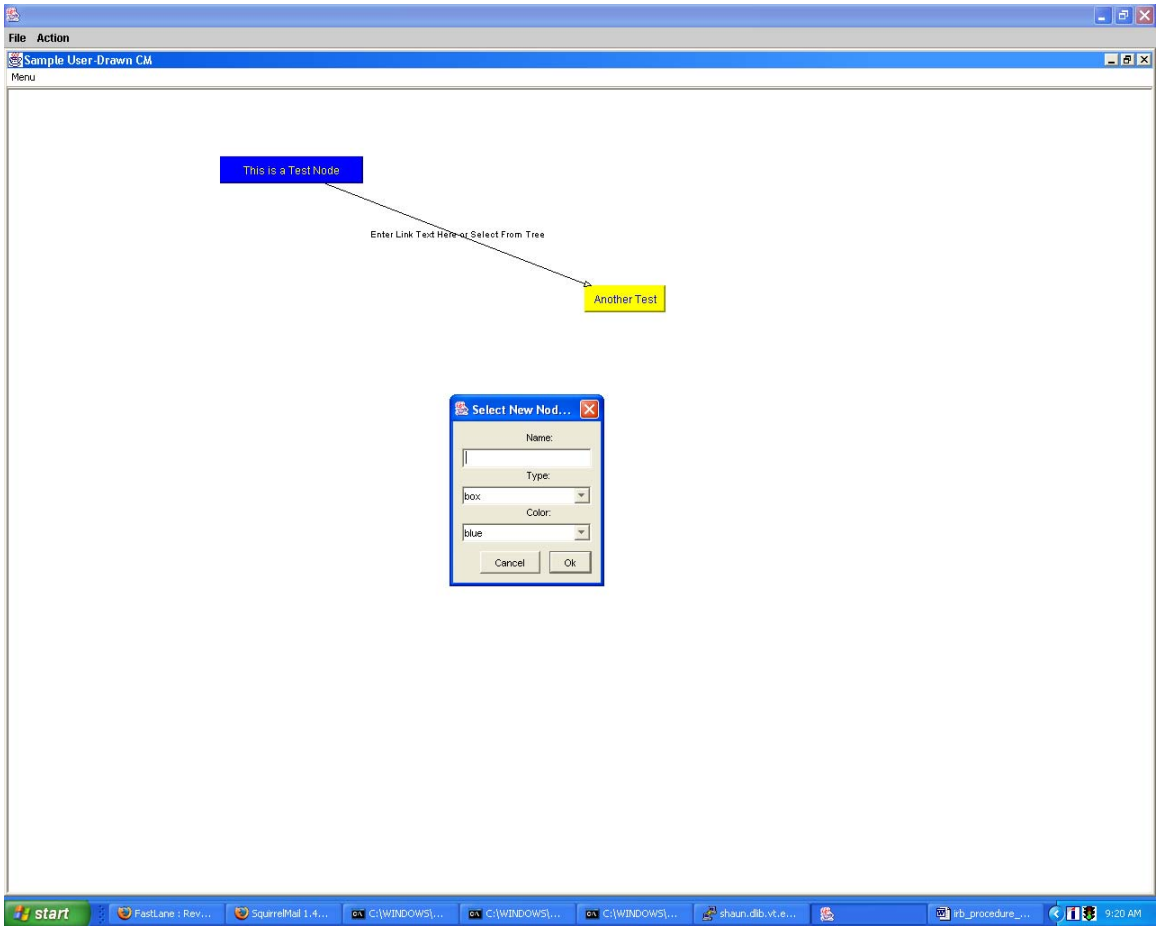 File Action
Sample User-Drawn CM
Menu
This is a Test Node
Enter Link Text Here or Select From Tree
Another Test
Select New Nod...
Name:
Type:
box
Color:
blue
Cancel Ok
start FastLane : Rev... SquirrelMail 1.4... C:\WINDOWS\... C:\WINDOWS\... C:\WINDOWS\... shaun.dlib.vt.e... irb_procedure_... 9:20 AM